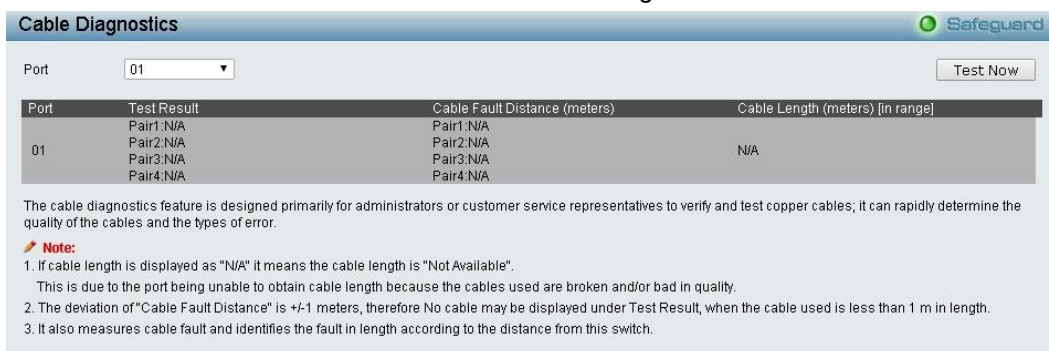 Cable Diagnostics Safeguard
Port 01 Test Now
Port Test Result Cable Fault Distance (meters) Cable Length (meters) [in range]
Pair1:N/A Pair1:N/A
01 Pair2:N/A Pair2:N/A N/A
Pair3:N/A Pair3:N/A
Pair4:N/A Pair4:N/A
The cable diagnostics feature is designed primarily for administrators or customer service representatives to verify and test copper cables; it can rapidly determine the
quality of the cables and the types of error.
Note:
1. If cable length is displayed as "N/A" it means the cable length is "Not Available".
This is due to the port being unable to obtain cable length because the cables used are broken and/or bad in quality.
2. The deviation of "Cable Fault Distance" is +/-1 meters, therefore No cable may be displayed under Test Result, when the cable used is less than 1 m in length.
3. It also measures cable fault and identifies the fault in length according to the distance from this switch.